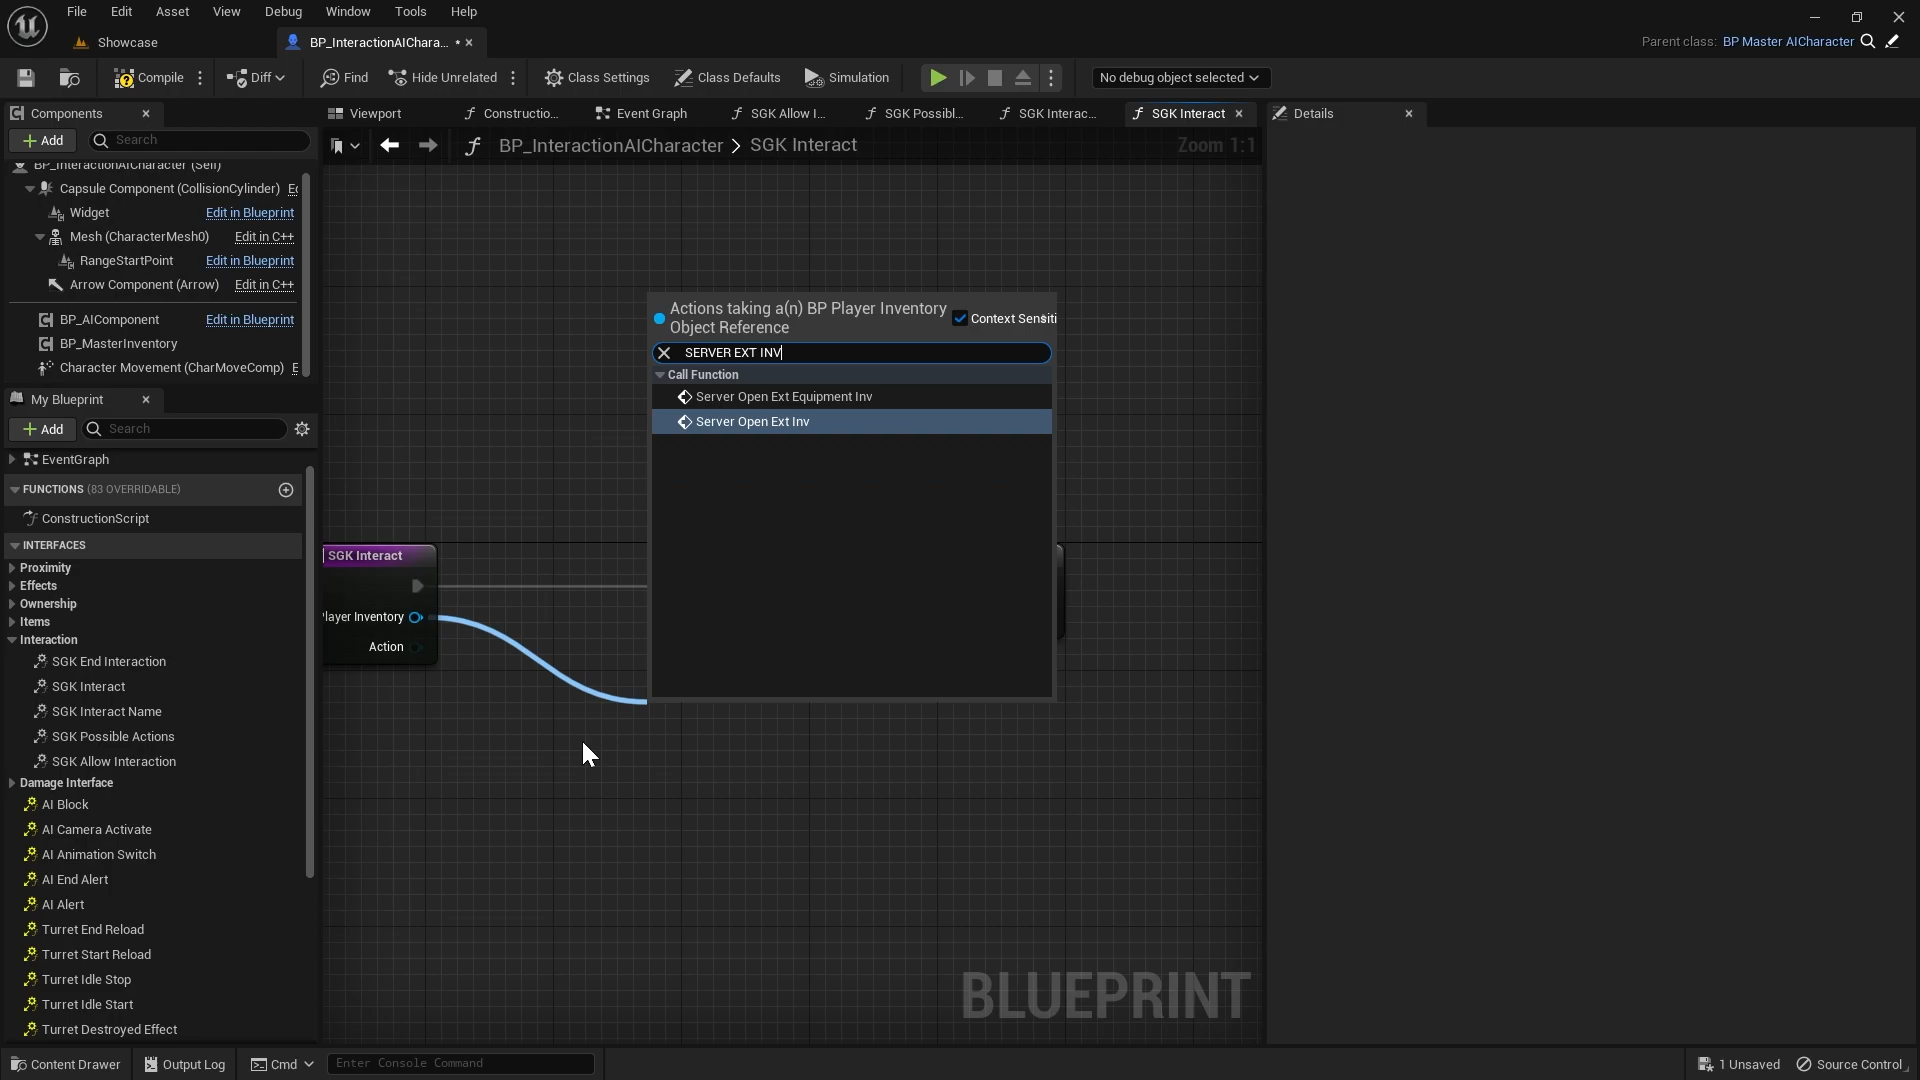 File Edit Asset View Debug Window Tools Help
Showcase
BP_InteractionAIChara... *
Parent class: BP Master AICharacter
Compile
Diff
Find
Hide Unrelated
Class Settings
Class Defaults
Simulation
No debug object selected
Components
Add
Search
BP_InteractionAICharacter (Self)
Capsule Component (CollisionCylinder)
Widget Edit in Blueprint
Mesh (CharacterMesh0) Edit in C++
RangeStartPoint Edit in Blueprint
Arrow Component (Arrow) Edit in C++
BP_AIComponent Edit in Blueprint
BP_MasterInventory
Character Movement (CharMoveComp) E
My Blueprint
Add
Search
EventGraph
FUNCTIONS (83 OVERRIDABLE)
ConstructionScript
INTERFACES
Proximity
Effects
Ownership
Items
Interaction
SGK End Interaction
SGK Interact
SGK Interact Name
SGK Possible Actions
SGK Allow Interaction
Damage Interface
AI Block
AI Camera Activate
AI Animation Switch
AI End Alert
AI Alert
Turret End Reload
Turret Start Reload
Turret Idle Stop
Turret Idle Start
Turret Destroyed Effect
Viewport
Constructio...
Event Graph
SGK Allow I...
SGK Possibl...
SGK Interac...
SGK Interact
BP_InteractionAICharacter > SGK Interact
Zoom 1:1
SGK Interact
Player Inventory
Action
Actions taking a(n) BP Player Inventory
Object Reference
Context Sensiti
SERVER EXT INV
Call Function
Server Open Ext Equipment Inv
Server Open Ext Inv
BLUEPRINT
Details
Content Drawer
Output Log
Cmd
Enter Console Command
1 Unsaved
Source Control